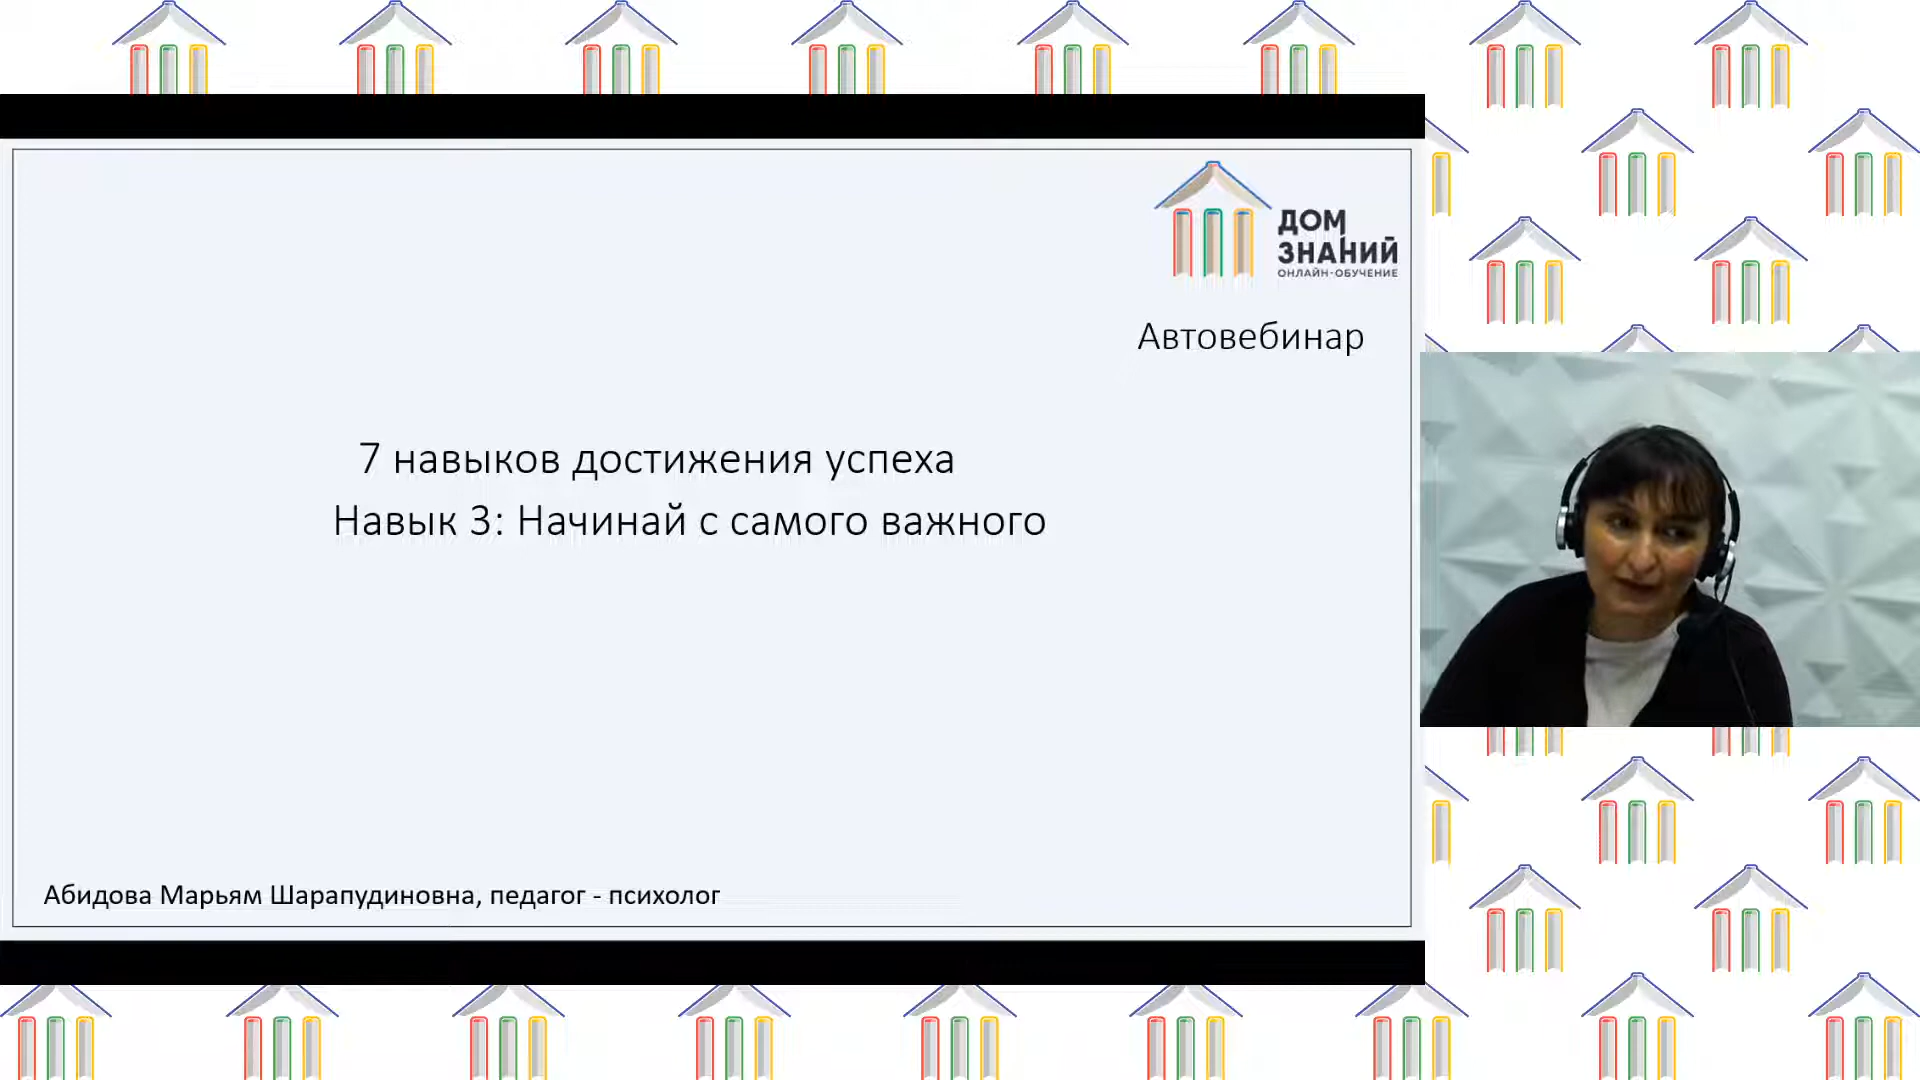 ДОМ
ЗНАНИЙ
ОНЛАЙН-ОБУЧЕНИЕ
Автовебинар
7 навыков достижения успеха
Навык 3: Начинай с самого важного
Абидова Марьям Шарапудиновна, педагог - психолог